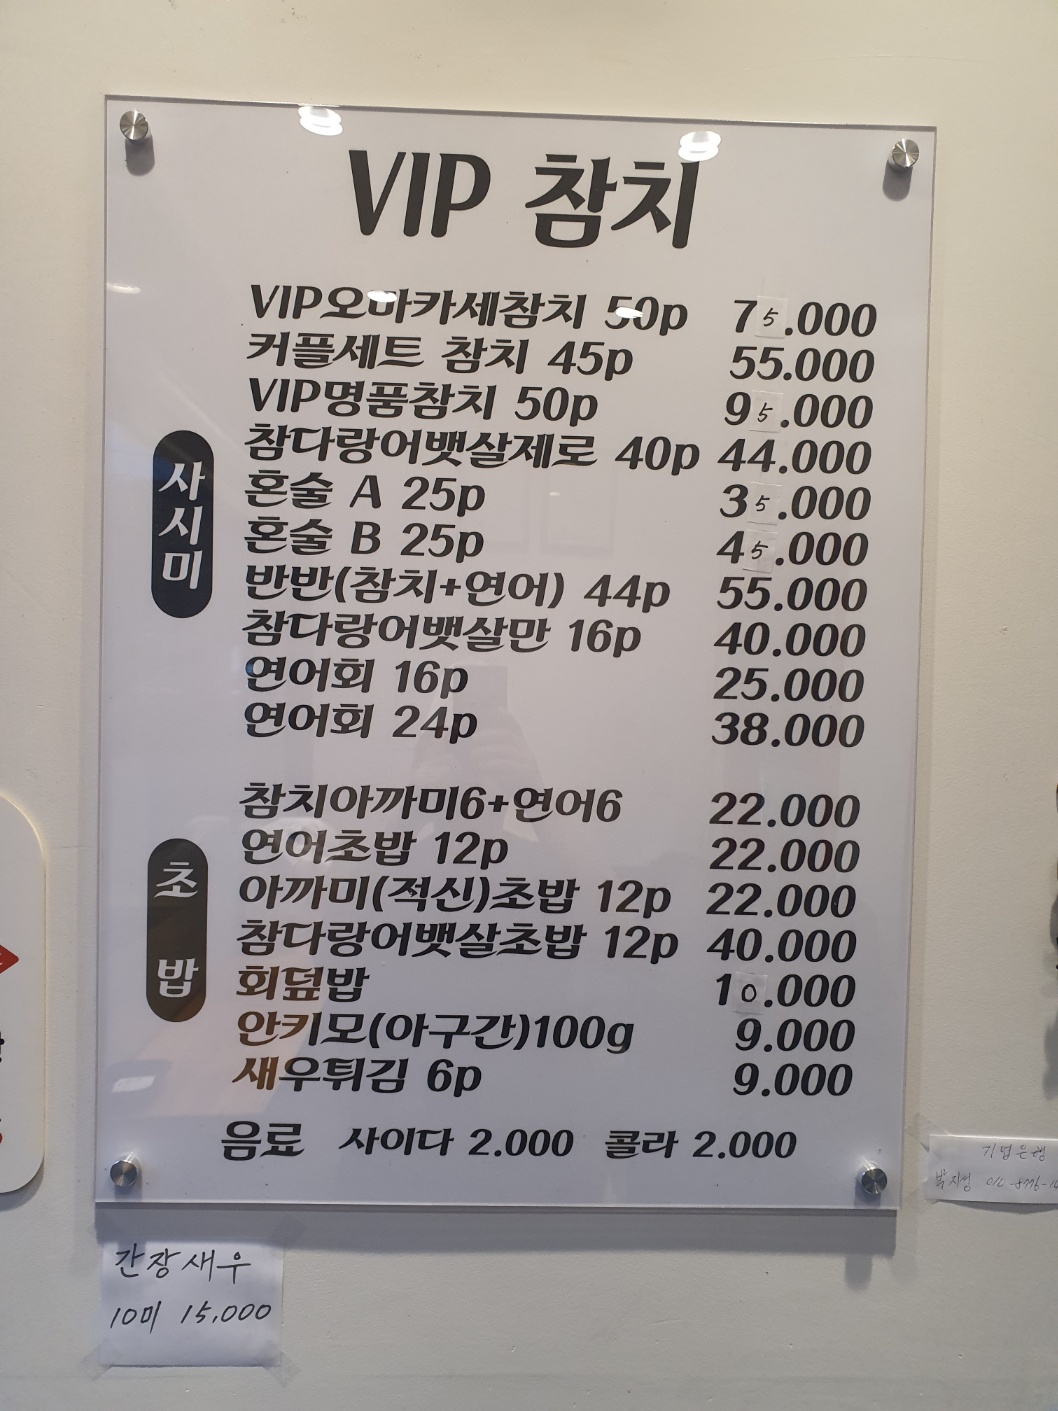 VIP 참치
사시미
VIP오마카세참치 50p 75.000
커플세트 참치 45p 55.000
VIP명품참치 50p 95.000
참다랑어뱃살제로 40p 44.000
혼술 A 25p 35.000
혼술 B 25p 45.000
반반(참치+연어) 44p 55.000
참다랑어뱃살만 16p 40.000
연어회 16p 25.000
연어회 24p 38.000
초밥
참치아까미6+연어6 22.000
연어초밥 12p 22.000
아까미(적신)초밥 12p 22.000
참다랑어뱃살초밥 12p 40.000
회덮밥 10.000
안키모(아구간)100g 9.000
새우튀김 6p 9.000
음료 사이다 2.000 콜라 2.000
기업은행
간장새우
10미 15,000